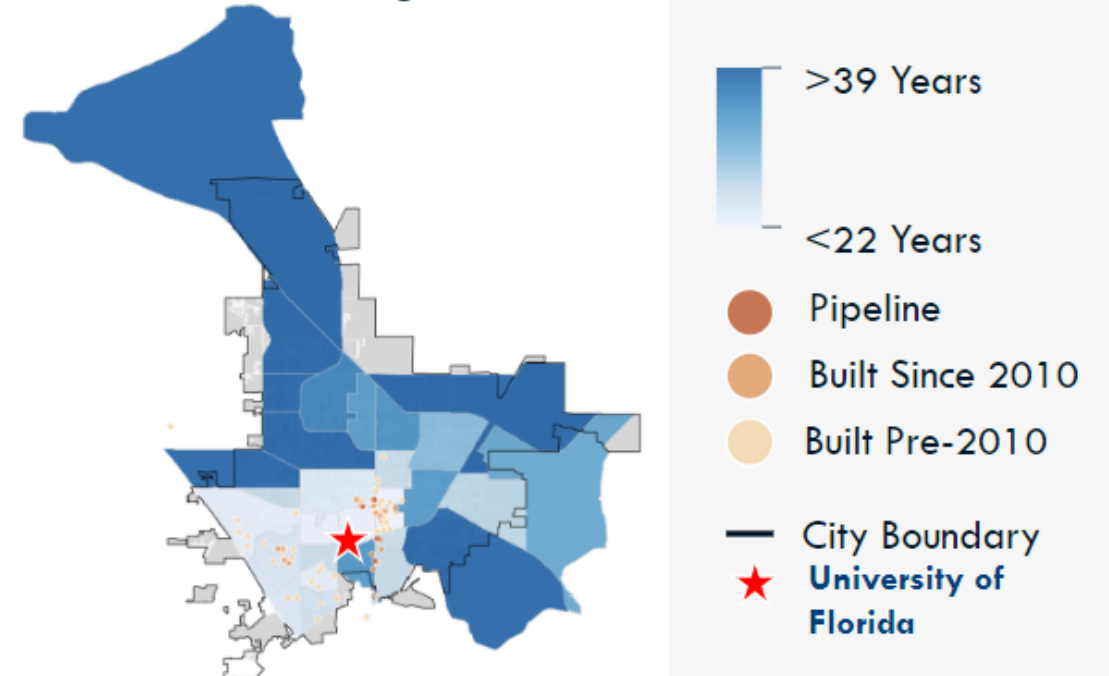 >39 Years
<22 Years
Pipeline
Built Since 2010
Built Pre-2010
City Boundary
University of
Florida